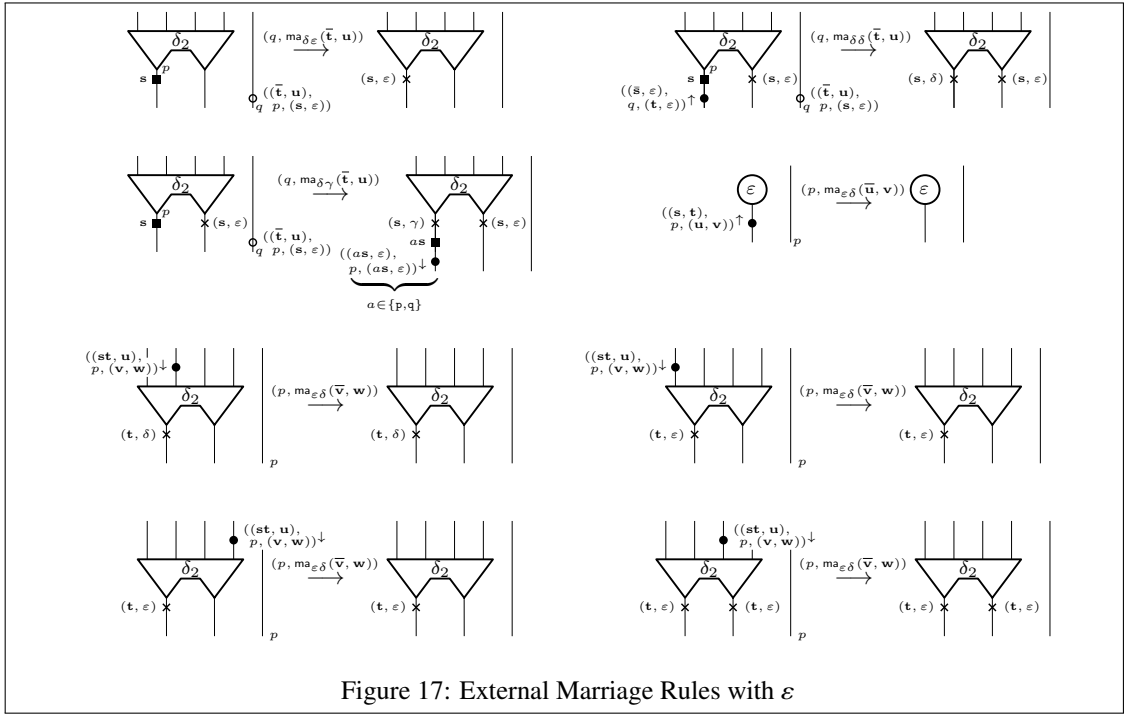 δ₂ (q, ma_δε(t̅, u)) δ₂
p
s (s, ε)
((t̅, u),
q p, (s, ε))
δ₂ (q, ma_δδ(t̅, u)) δ₂
p
s (s, ε) (s, δ) (s, ε)
((s̄, ε),
q, (t, ε))↑
((t̅, u),
q p, (s, ε))
δ₂ (q, ma_δγ(t̅, u)) δ₂
p
s (s, ε) (s, γ) (s, ε)
((t̅, u),
q p, (s, ε))
as
((as, ε),
p, (as, ε))↓
a∈{p,q}
ε (p, ma_εδ(u̅, v)) ε
((s, t),
p, (u, v))↑
p
((st, u),
p, (v, w))↓
δ₂ (p, ma_εδ(v̅, w)) δ₂
(t, δ) (t, δ)
p
((st, u),
p, (v, w))↓
δ₂ (p, ma_εδ(v̅, w)) δ₂
(t, ε) (t, ε)
p
((st, u),
p, (v, w))↓
δ₂ (p, ma_εδ(v̅, w)) δ₂
(t, ε) (t, ε)
p
((st, u),
p, (v, w))↓
δ₂ (p, ma_εδ(v̅, w)) δ₂
(t, ε) (t, ε) (t, ε) (t, ε)
p
Figure 17: External Marriage Rules with ε